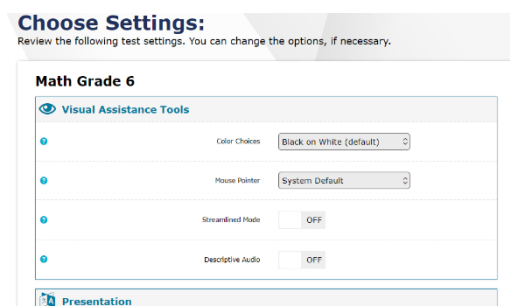 Choose Settings:
Review the following test settings. You can change the options, if necessary.
Math Grade 6
Visual Assistance Tools
Color Choices Black on White (default)
Mouse Pointer System Default
Streamlined Mode OFF
Descriptive Audio OFF
Presentation